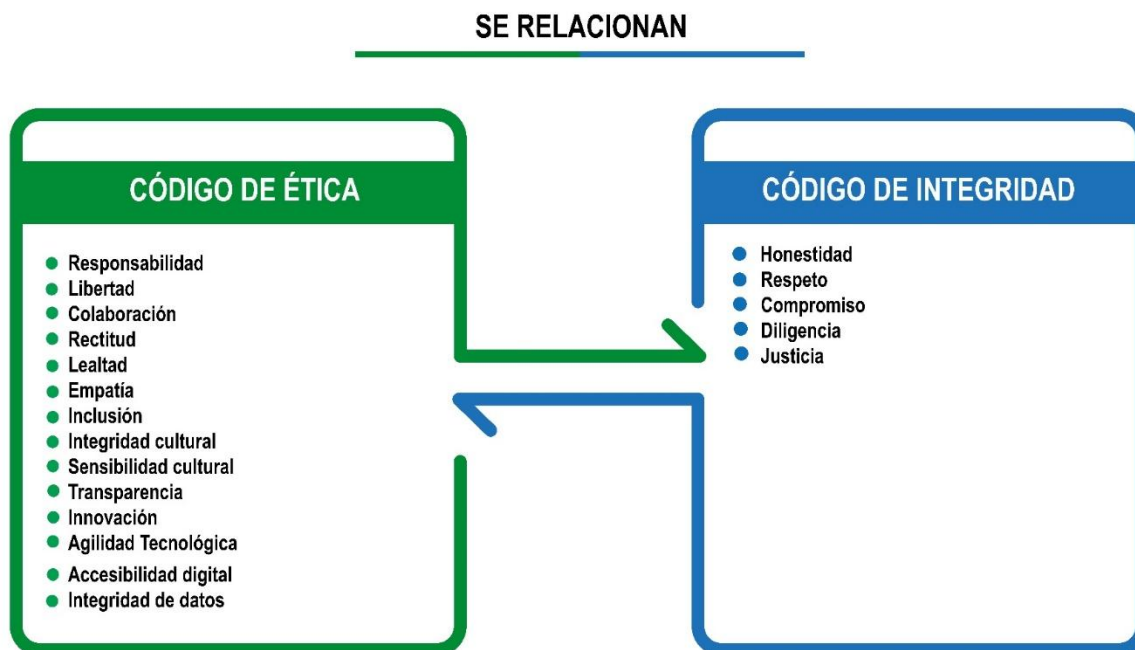 SE RELACIONAN
CÓDIGO DE ÉTICA
Responsabilidad
Libertad
Colaboración
Rectitud
Lealtad
Empatía
Inclusión
Integridad cultural
Sensibilidad cultural
Transparencia
Innovación
Agilidad Tecnológica
Accesibilidad digital
Integridad de datos
CÓDIGO DE INTEGRIDAD
Honestidad
Respeto
Compromiso
Diligencia
Justicia